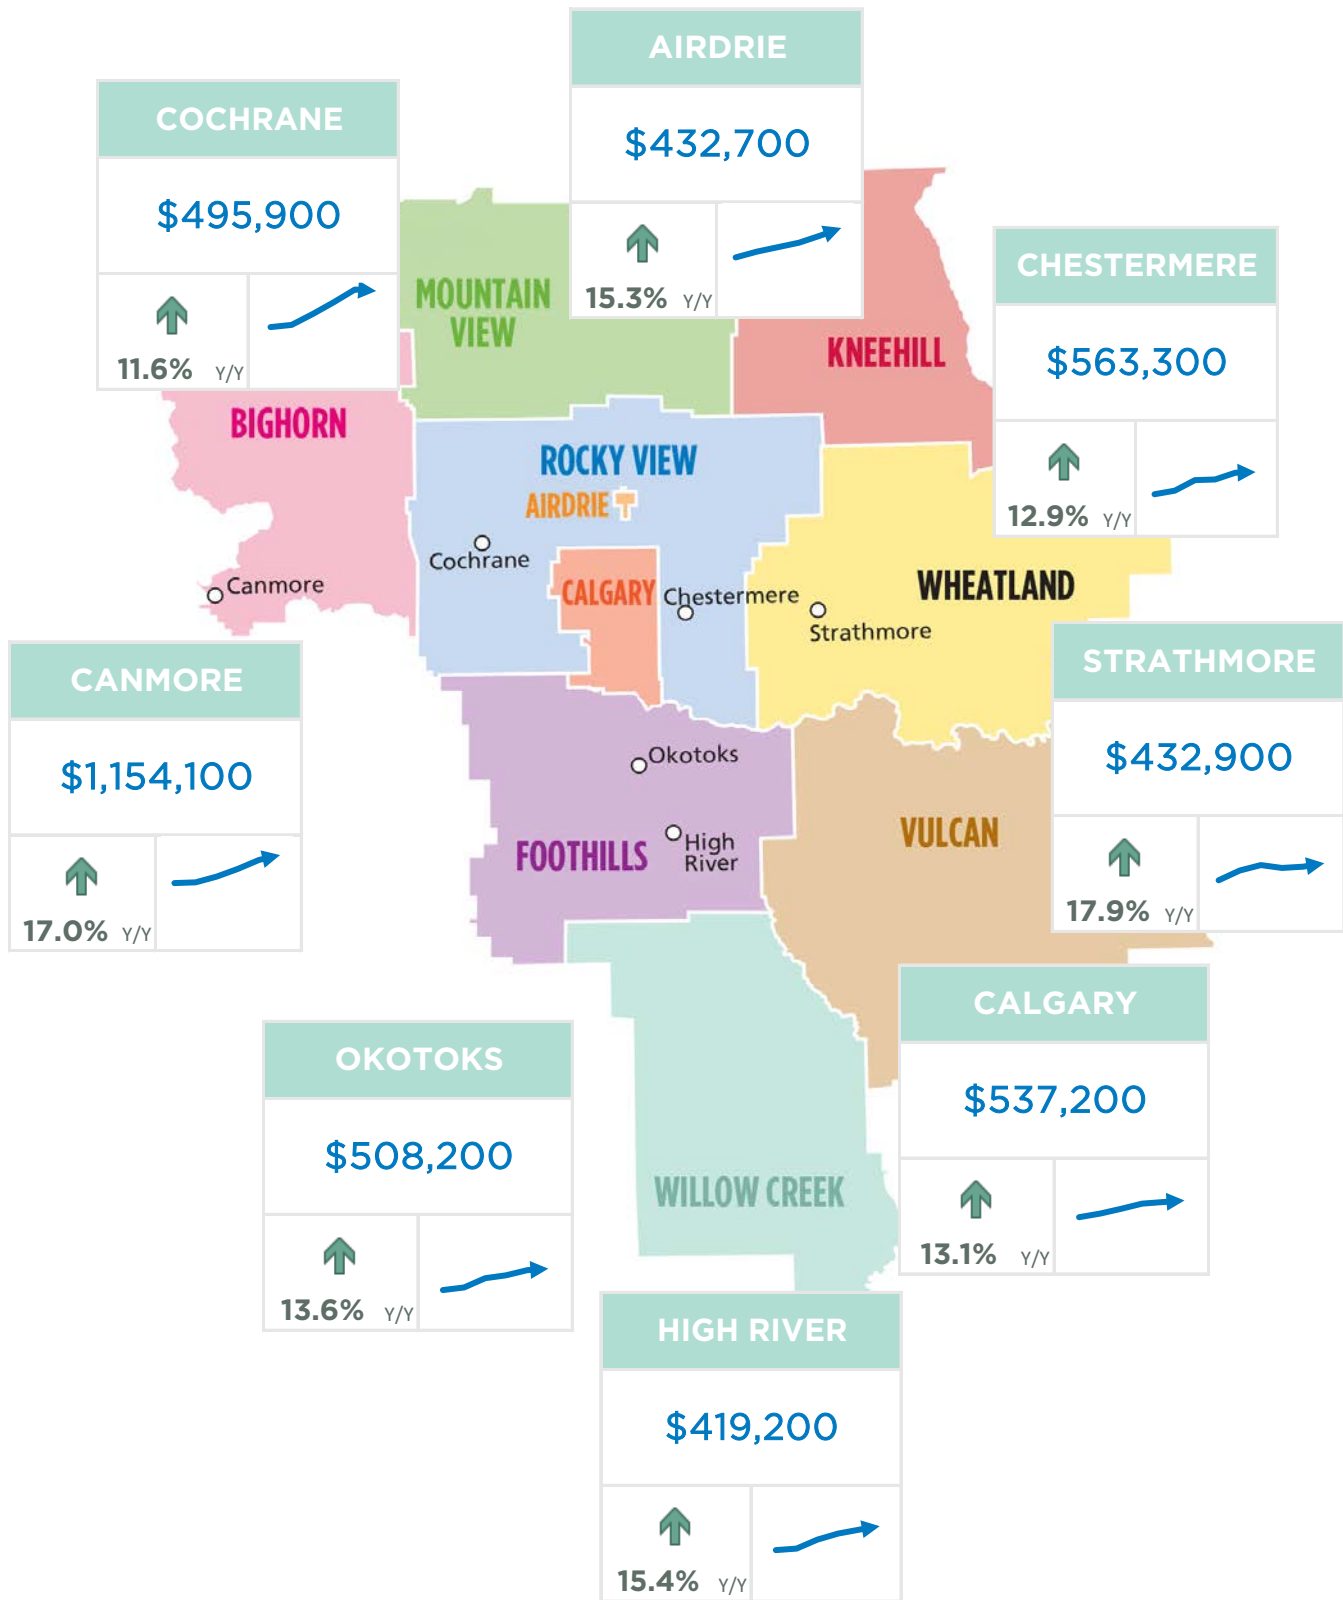 AIRDRIE
$432,700
15.3% Y/Y
COCHRANE
$495,900
11.6% Y/Y
CHESTERMERE
$563,300
12.9% Y/Y
MOUNTAIN
VIEW
KNEEHILL
BIGHORN
ROCKY VIEW
AIRDRIE
Cochrane
Canmore
CALGARY
Chestermere
WHEATLAND
Strathmore
CANMORE
$1,154,100
17.0% Y/Y
STRATHMORE
$432,900
17.9% Y/Y
Okotoks
High
River
FOOTHILLS
VULCAN
CALGARY
$537,200
13.1% Y/Y
OKOTOKS
$508,200
13.6% Y/Y
WILLOW CREEK
HIGH RIVER
$419,200
15.4% Y/Y